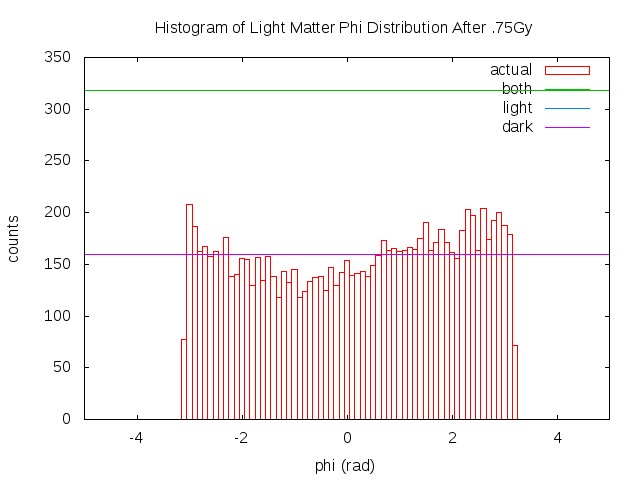 Histogram of Light Matter Phi Distribution After .75Gy
350
300
250
200
150
100
50
0
counts
actual
both
light
dark
-4
-2
0
2
4
phi (rad)